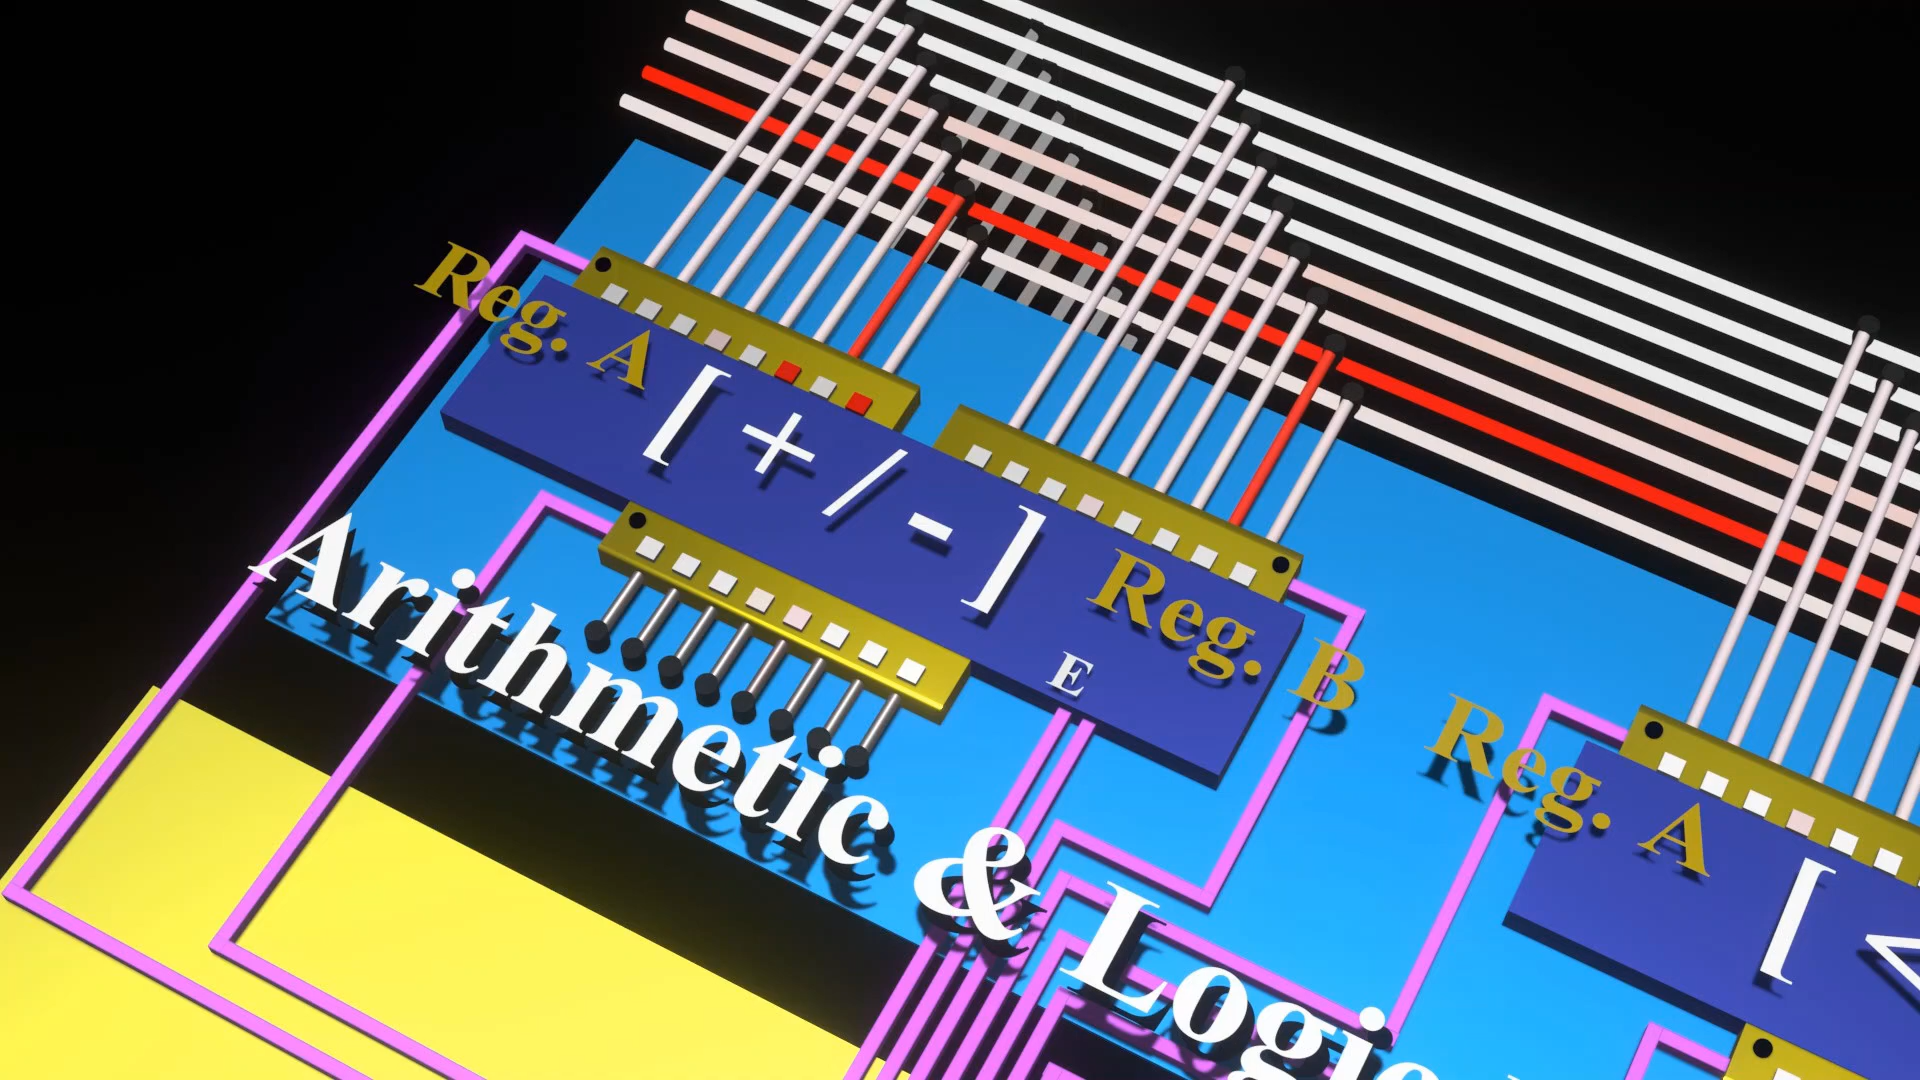 Reg. A
[ + / - ]
Reg. B
E
Arithmetic & Logic
Reg. A
[ <